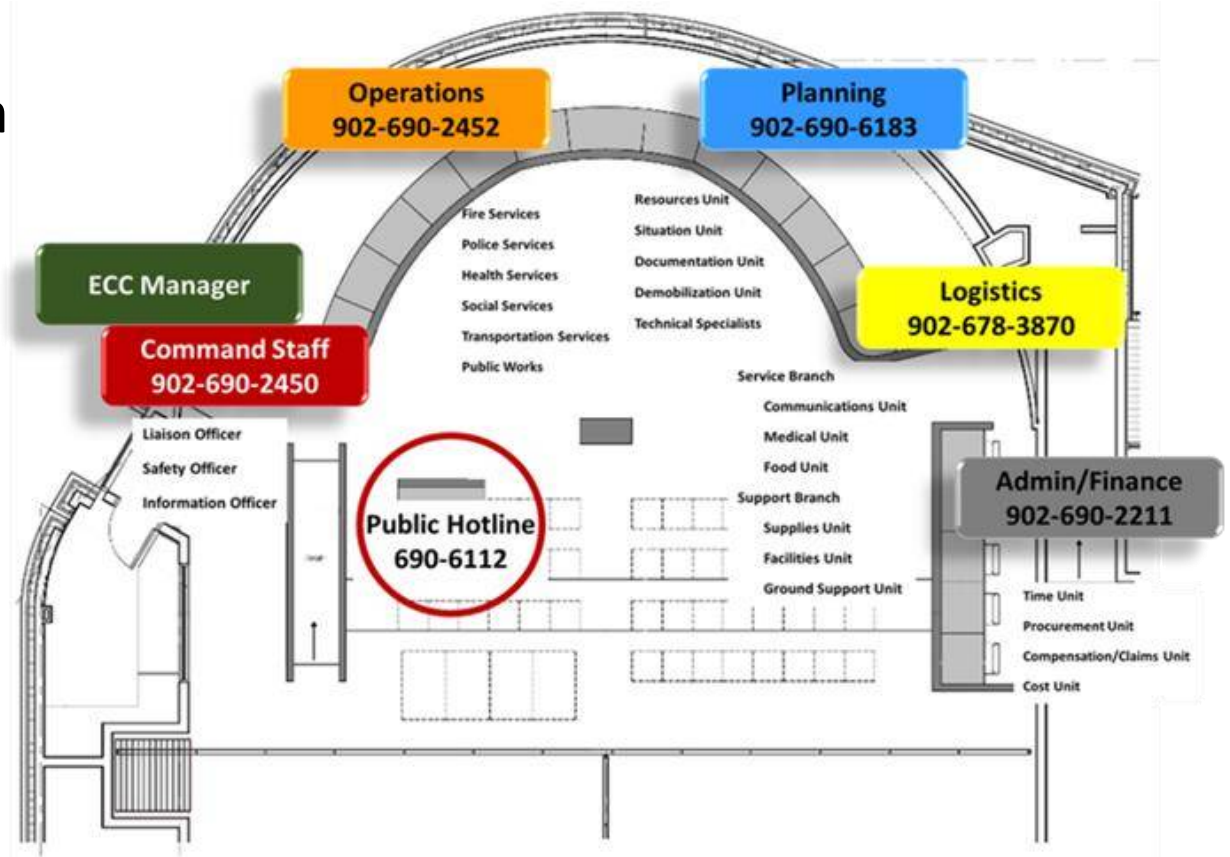 Operations
902-690-2452
Planning
902-690-6183
ECC Manager
Command Staff
902-690-2450
Liaison Officer
Safety Officer
Information Officer
Fire Services
Police Services
Health Services
Social Services
Transportation Services
Public Works
Resources Unit
Situation Unit
Documentation Unit
Demobilization Unit
Technical Specialists
Logistics
902-678-3870
Service Branch
Communications Unit
Medical Unit
Food Unit
Support Branch
Supplies Unit
Facilities Unit
Ground Support Unit
Public Hotline
690-6112
Admin/Finance
902-690-2211
Time Unit
Procurement Unit
Compensation/Claims Unit
Cost Unit